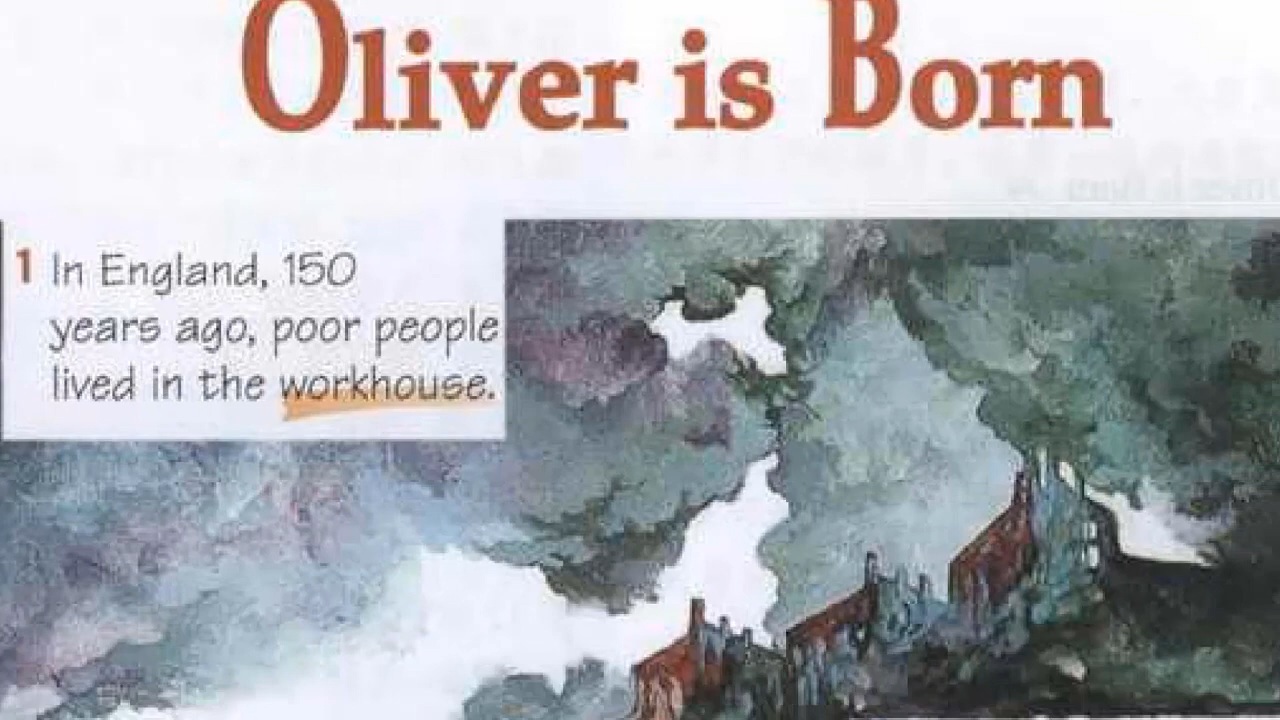 Oliver is Born
1 In England, 150
years ago, poor people
lived in the workhouse.